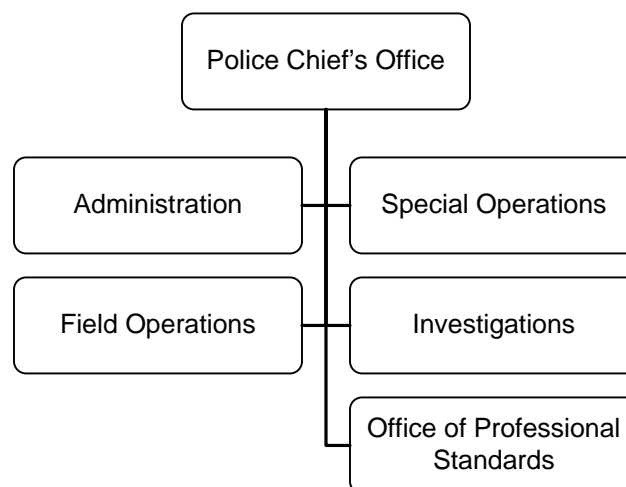 Police Chief’s Office
Administration
Special Operations
Field Operations
Investigations
Office of Professional
Standards